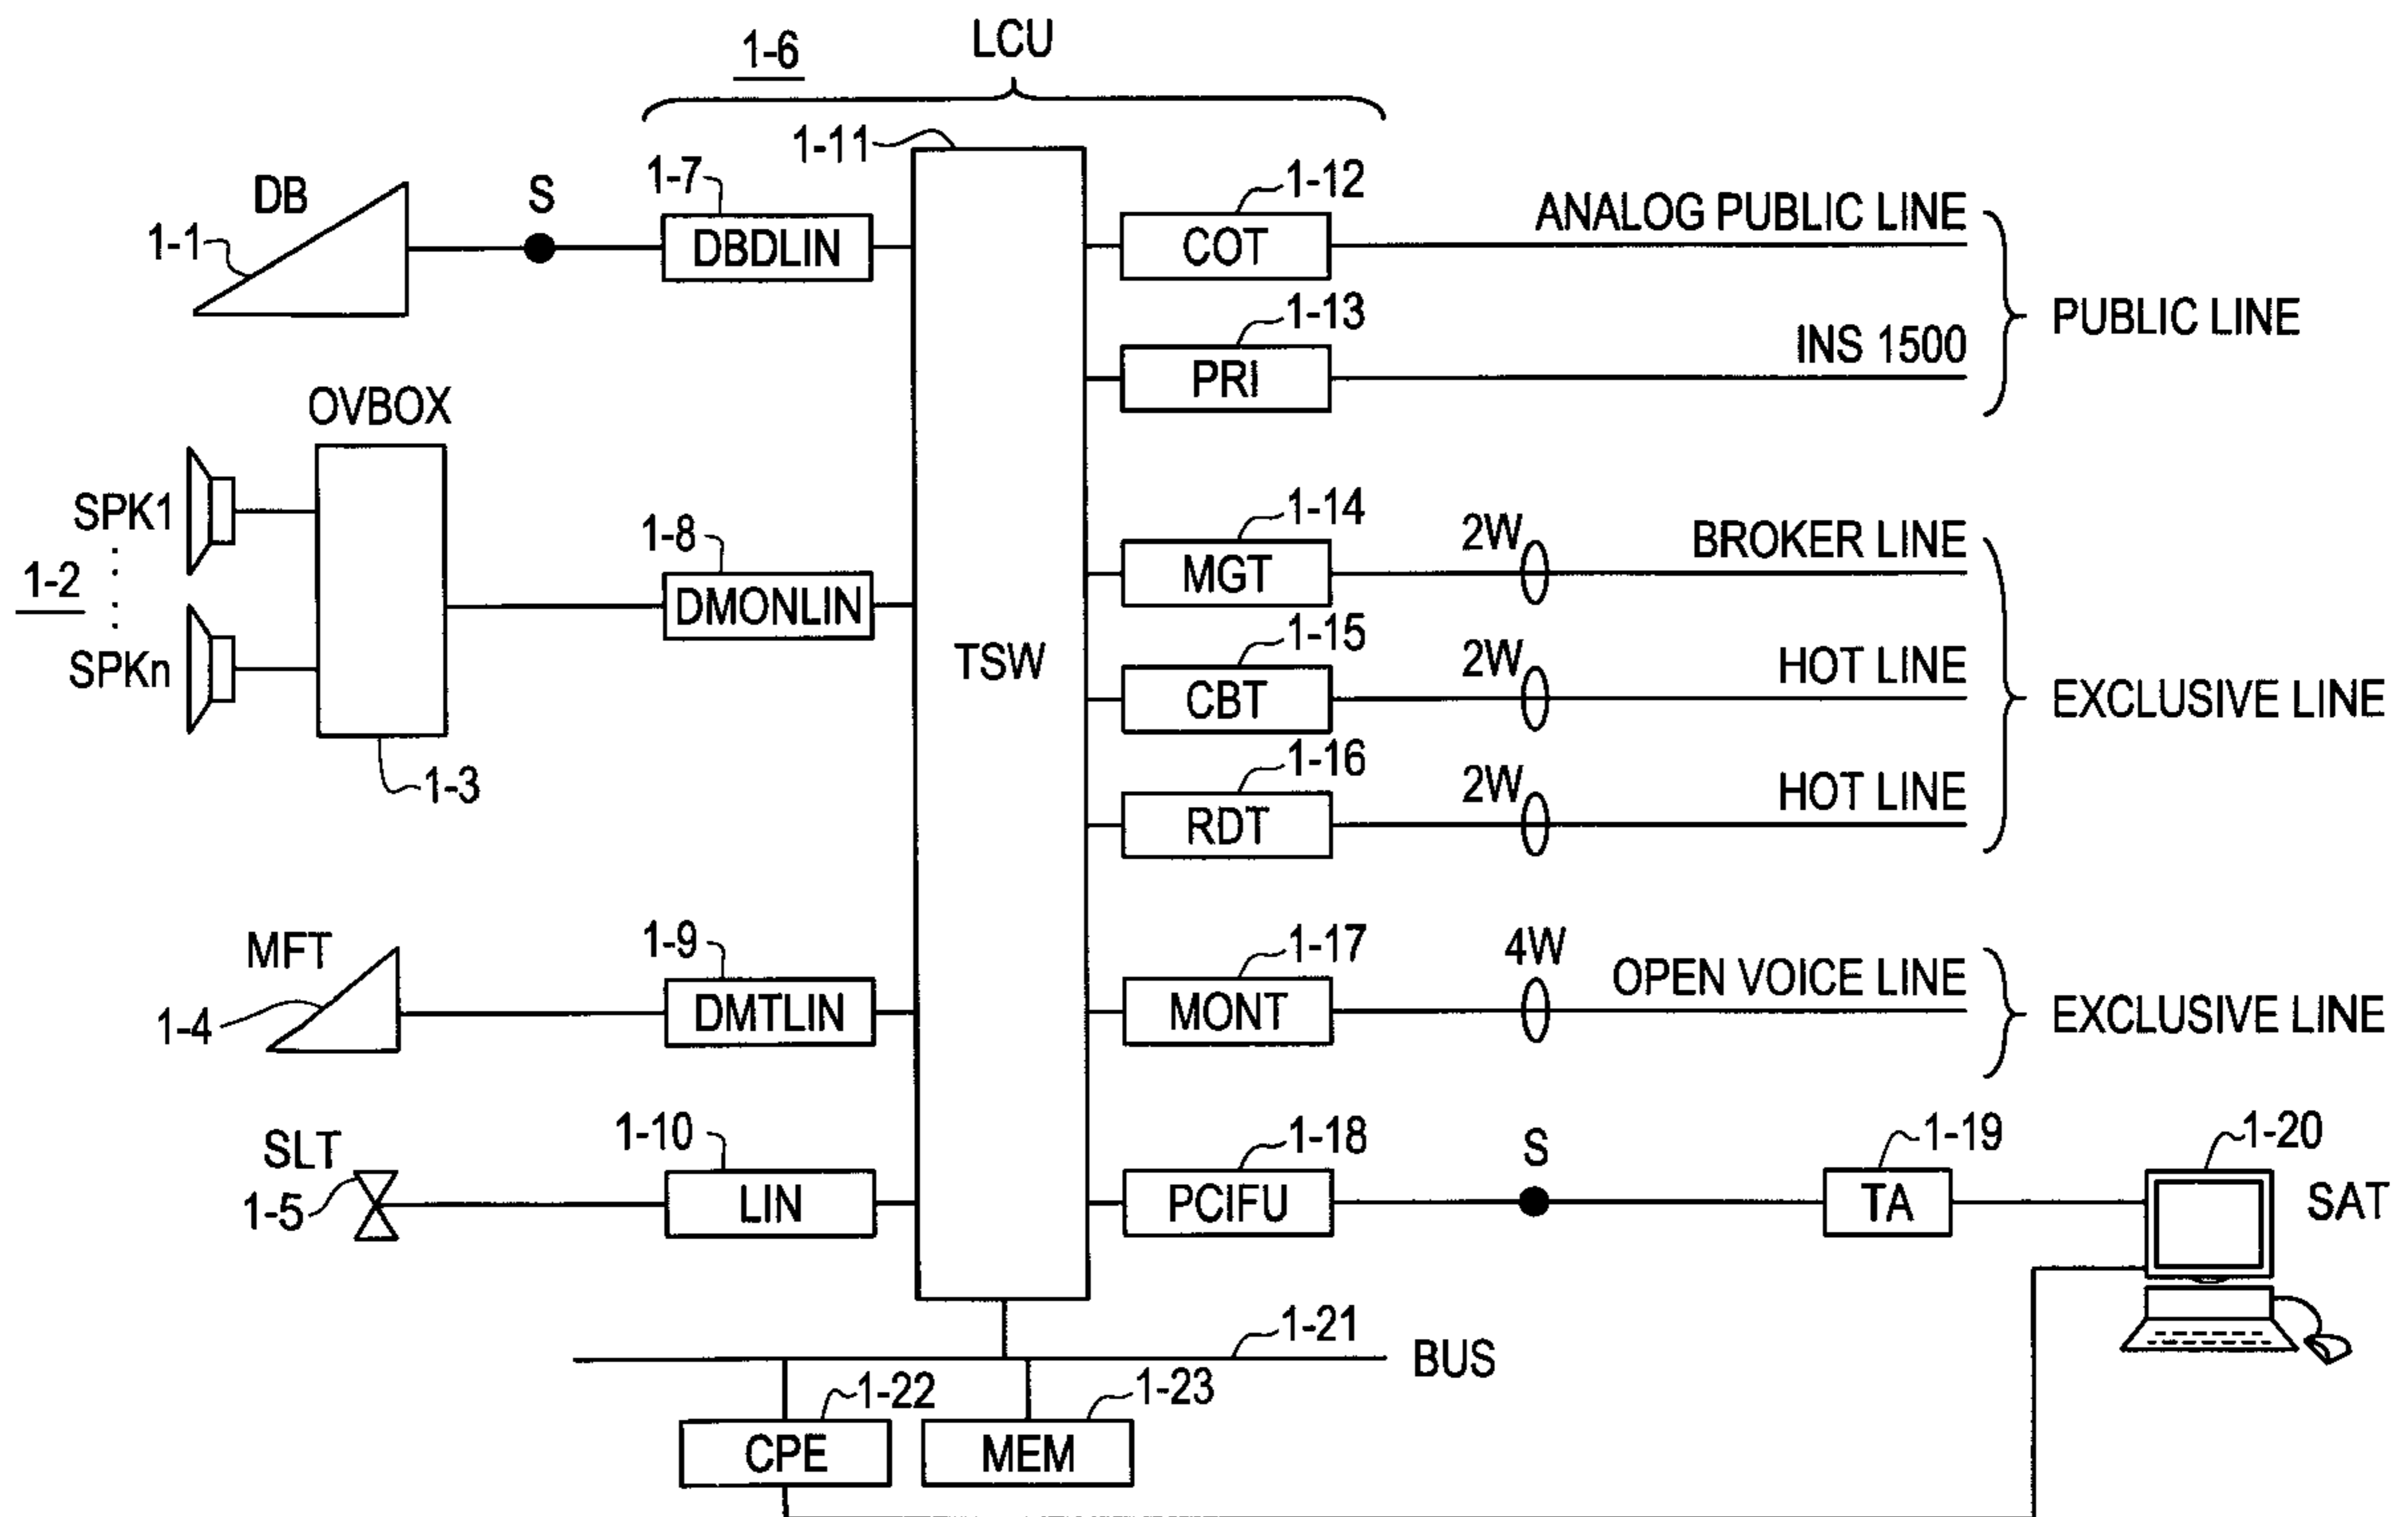 1-6
LCU
1-11
DB
1-1
S
1-7
DBDLIN
1-12
COT
ANALOG PUBLIC LINE
1-13
PRI
INS 1500
PUBLIC LINE
OVBOX
SPK1
1-2
SPKn
1-3
1-8
DMONLIN
TSW
1-14
MGT
2W
BROKER LINE
1-15
CBT
2W
HOT LINE
1-16
RDT
2W
HOT LINE
EXCLUSIVE LINE
MFT
1-4
1-9
DMTLIN
1-17
MONT
4W
OPEN VOICE LINE
EXCLUSIVE LINE
SLT
1-5
1-10
LIN
1-18
PCIFU
S
1-19
TA
1-20
SAT
1-21
BUS
1-22
CPE
1-23
MEM